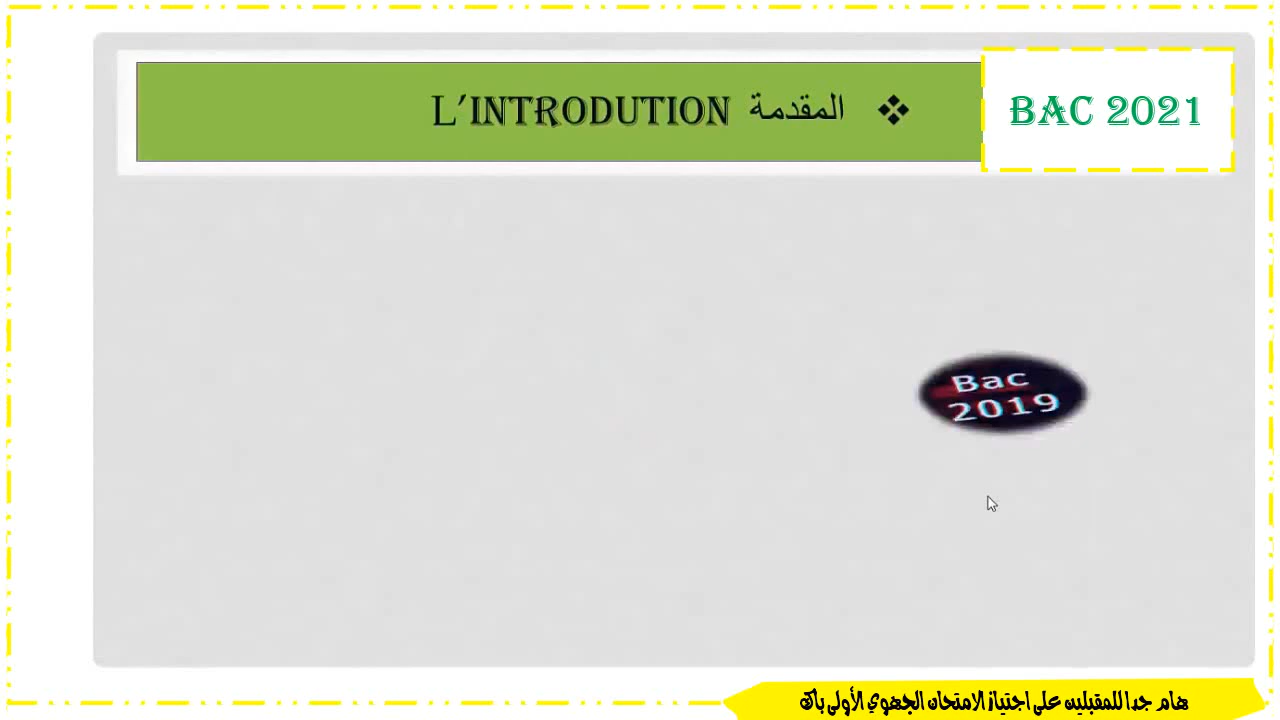 ❖ المقدمة L'INTRODUTION
BAC 2021
Bac
2019
هام جدا للمقبلين على اجتياز الامتحان الجهوي الأولى باك